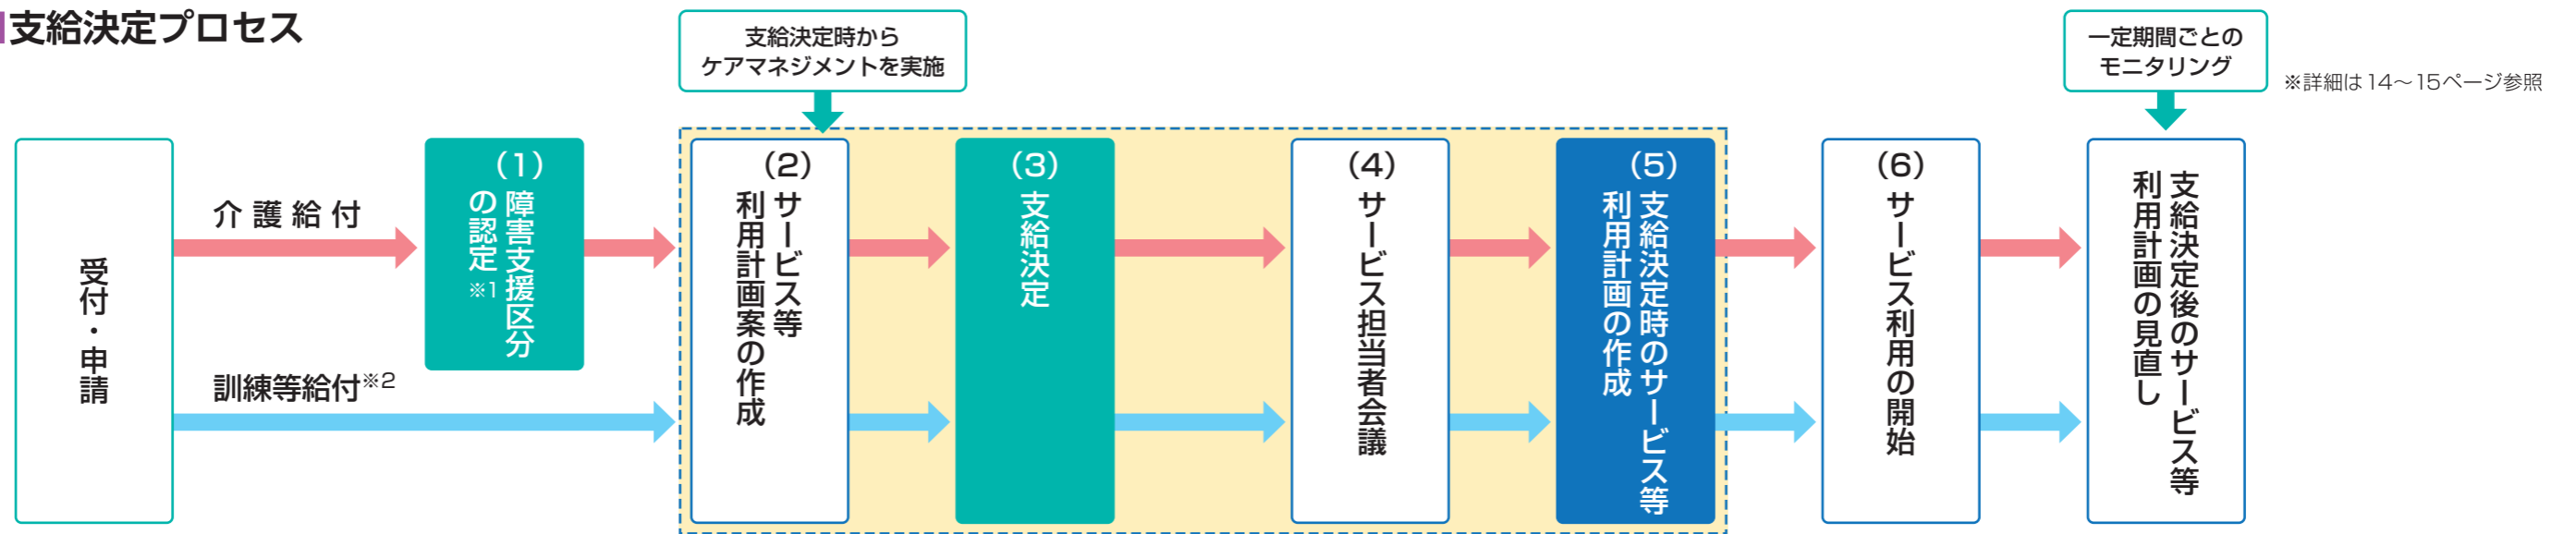 支給決定プロセス
支給決定時から
ケアマネジメントを実施
一定期間ごとの
モニタリング
※詳細は14～15ページ参照
受付・申請
介護給付
訓練等給付※2
（1）
障害支援区分
の認定※1
（2）
サービス等
利用計画案の作成
（3）
支給決定
（4）
サービス担当者会議
（5）
支給決定時のサービス等
利用計画の作成
（6）
サービス利用の開始
支給決定後のサービス等
利用計画の見直し